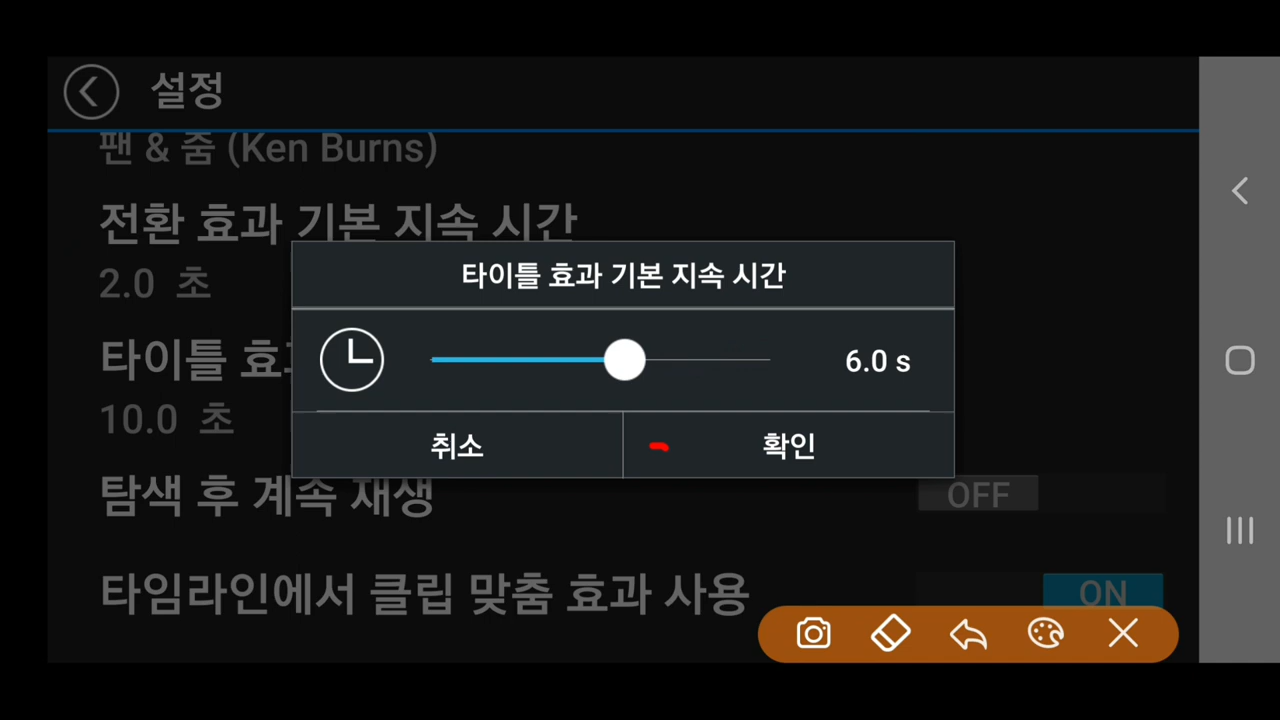 설정
팬 & 줌 (Ken Burns)
전환 효과 기본 지속 시간
2.0 초
타이틀 효과 기본 지속 시간
타이틀 효
6.0 s
10.0 초
취소
확인
탐색 후 계속 재생
OFF
타임라인에서 클립 맞춤 효과 사용
ON